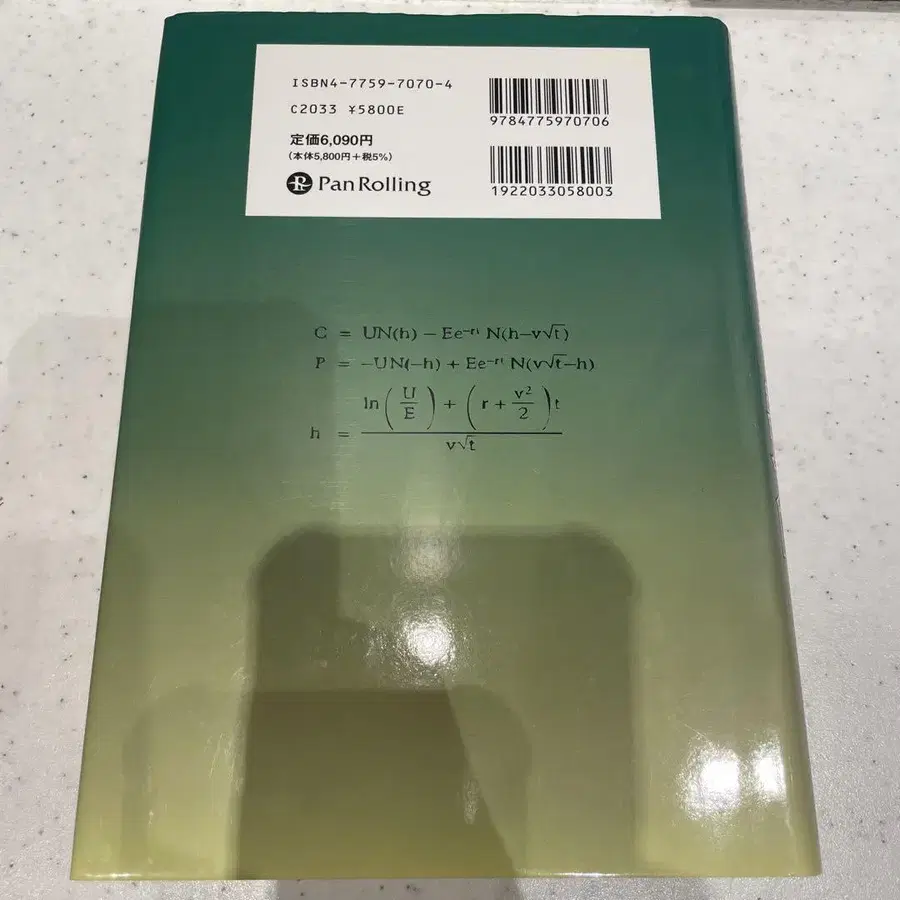 ISBN4-7759-7070-4
C2033 ¥5800E
定価6,090円
(本体5,800円+税5%)
Pan Rolling
9784775970706
1922033058003
C = UN(h) − Ee⁻ʳᵗ N(h−v√t)
P = −UN(−h) + Ee⁻ʳᵗ N(v√t−h)
h = ln(U/E) + (r + v²/2)t / v√t